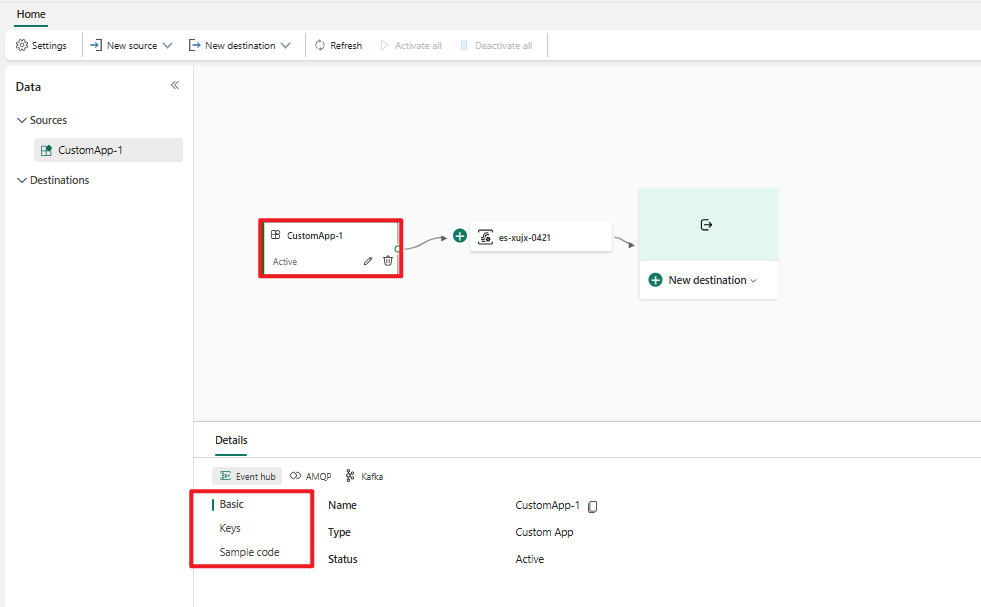 Home
Settings
New source
New destination
Refresh
Activate all
Deactivate all
Data
Sources
CustomApp-1
Destinations
CustomApp-1
Active
es-xujx-0421
New destination
Details
Event hub
AMQP
Kafka
Basic
Keys
Sample code
Name
CustomApp-1
Type
Custom App
Status
Active